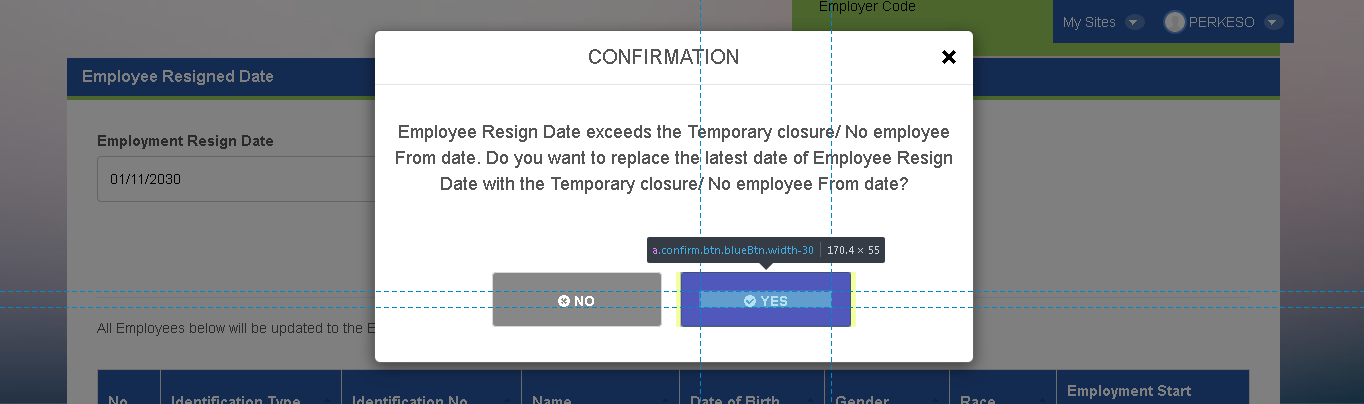 Employer Code
My Sites
PERKESO
CONFIRMATION
Employee Resigned Date
Employee Resign Date exceeds the Temporary closure/ No employee
From date. Do you want to replace the latest date of Employee Resign
Date with the Temporary closure/ No employee From date?
Employment Resign Date
01/11/2030
a.confirm.btn.blueBtn.width-30 170.4 × 55
NO
YES
All Employees below will be updated to the E
No
Identification Type
Identification No
Name
Date of Birth
Gender
Race
Employment Start